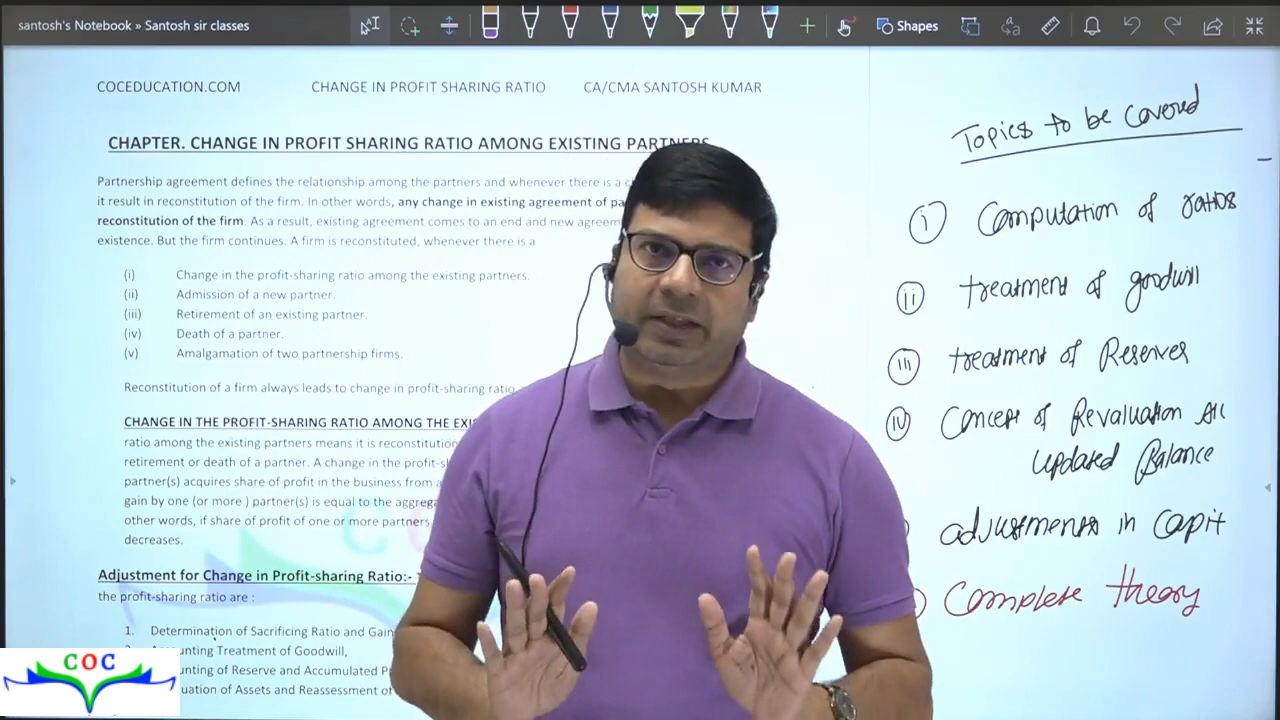 santosh's Notebook » Santosh sir classes
Shapes
COCEDUCATION.COM CHANGE IN PROFIT SHARING RATIO CA/CMA SANTOSH KUMAR
CHAPTER. CHANGE IN PROFIT SHARING RATIO AMONG EXISTING PARTNERS
Partnership agreement defines the relationship among the partners and whenever there is a
it result in reconstitution of the firm. In other words, any change in existing agreement of
reconstitution of the firm. As a result, existing agreement comes to an end and new
existence. But the firm continues. A firm is reconstituted, whenever there is a
(i) Change in the profit-sharing ratio among the existing partners.
(ii) Admission of a new partner.
(iii) Retirement of an existing partner.
(iv) Death of a partner.
(v) Amalgamation of two partnership firms.
Reconstitution of a firm always leads to change in profit-sharing ratio
CHANGE IN THE PROFIT-SHARING RATIO AMONG THE
ratio among the existing partners means it is reconstitution
retirement or death of a partner. A change in the
partner(s) acquires share of profit in the business from
gain by one (or more ) partner(s) is equal to the
other words, if share of profit of one or more partners
decreases.
Adjustment for Change in Profit-sharing Ratio:-
the profit-sharing ratio are :
1. Determination of Sacrificing Ratio and
Treatment of Goodwill,
of Reserve and Accumulated
of Assets and Reassessment of
COC
Topics to be Covered
(i) Computation of ratios
(ii) treatment of goodwill
(iii) treatment of Reserves
(iv) Concept of Revaluation
Updated Balance
adjustments in Capit
Complete theory